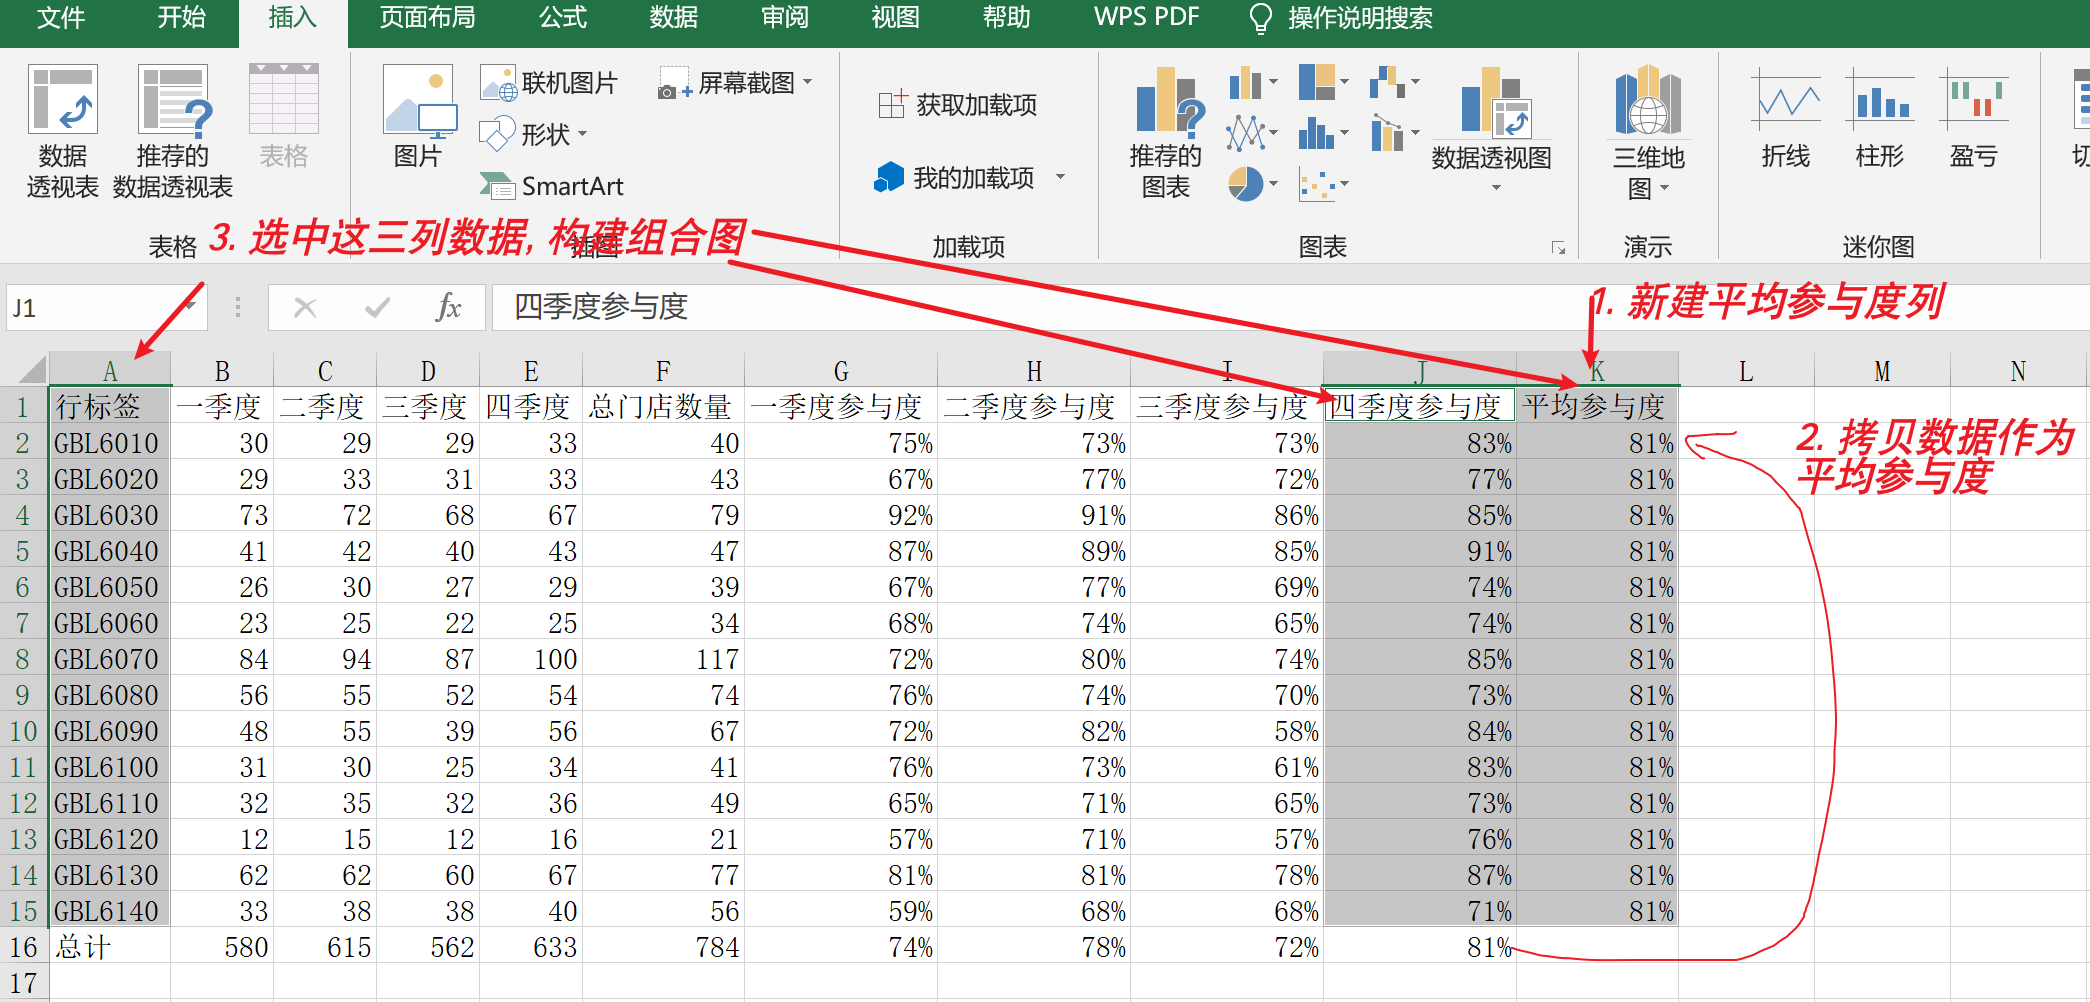 文件 开始 插入 页面布局 公式 数据 审阅 视图 帮助 WPS PDF 操作说明搜索
数据
透视表
推荐的
数据透视表
表格
图片
联机图片
形状
SmartArt
屏幕截图
获取加载项
我的加载项
推荐的
图表
数据透视图
三维地
图
折线 柱形 盈亏 切
表格 插图 加载项 图表 演示 迷你图
3. 选中这三列数据, 构建组合图
1. 新建平均参与度列
J1 fx 四季度参与度
A B C D E F G H I J K L M N
1 行标签 一季度 二季度 三季度 四季度 总门店数量 一季度参与度 二季度参与度 三季度参与度 四季度参与度 平均参与度
2 GBL6010 30 29 29 33 40 75% 73% 73% 83% 81%
2. 拷贝数据作为
平均参与度
3 GBL6020 29 33 31 33 43 67% 77% 72% 77% 81%
4 GBL6030 73 72 68 67 79 92% 91% 86% 85% 81%
5 GBL6040 41 42 40 43 47 87% 89% 85% 91% 81%
6 GBL6050 26 30 27 29 39 67% 77% 69% 74% 81%
7 GBL6060 23 25 22 25 34 68% 74% 65% 74% 81%
8 GBL6070 84 94 87 100 117 72% 80% 74% 85% 81%
9 GBL6080 56 55 52 54 74 76% 74% 70% 73% 81%
10 GBL6090 48 55 39 56 67 72% 82% 58% 84% 81%
11 GBL6100 31 30 25 34 41 76% 73% 61% 83% 81%
12 GBL6110 32 35 32 36 49 65% 71% 65% 73% 81%
13 GBL6120 12 15 12 16 21 57% 71% 57% 76% 81%
14 GBL6130 62 62 60 67 77 81% 81% 78% 87% 81%
15 GBL6140 33 38 38 40 56 59% 68% 68% 71% 81%
16 总计 580 615 562 633 784 74% 78% 72% 81%
17